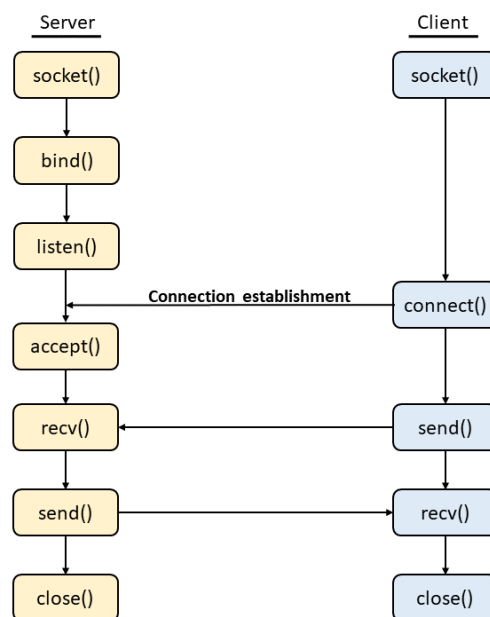 Server
Client
socket()
socket()
bind()
listen()
Connection establishment
connect()
accept()
recv()
send()
send()
recv()
close()
close()